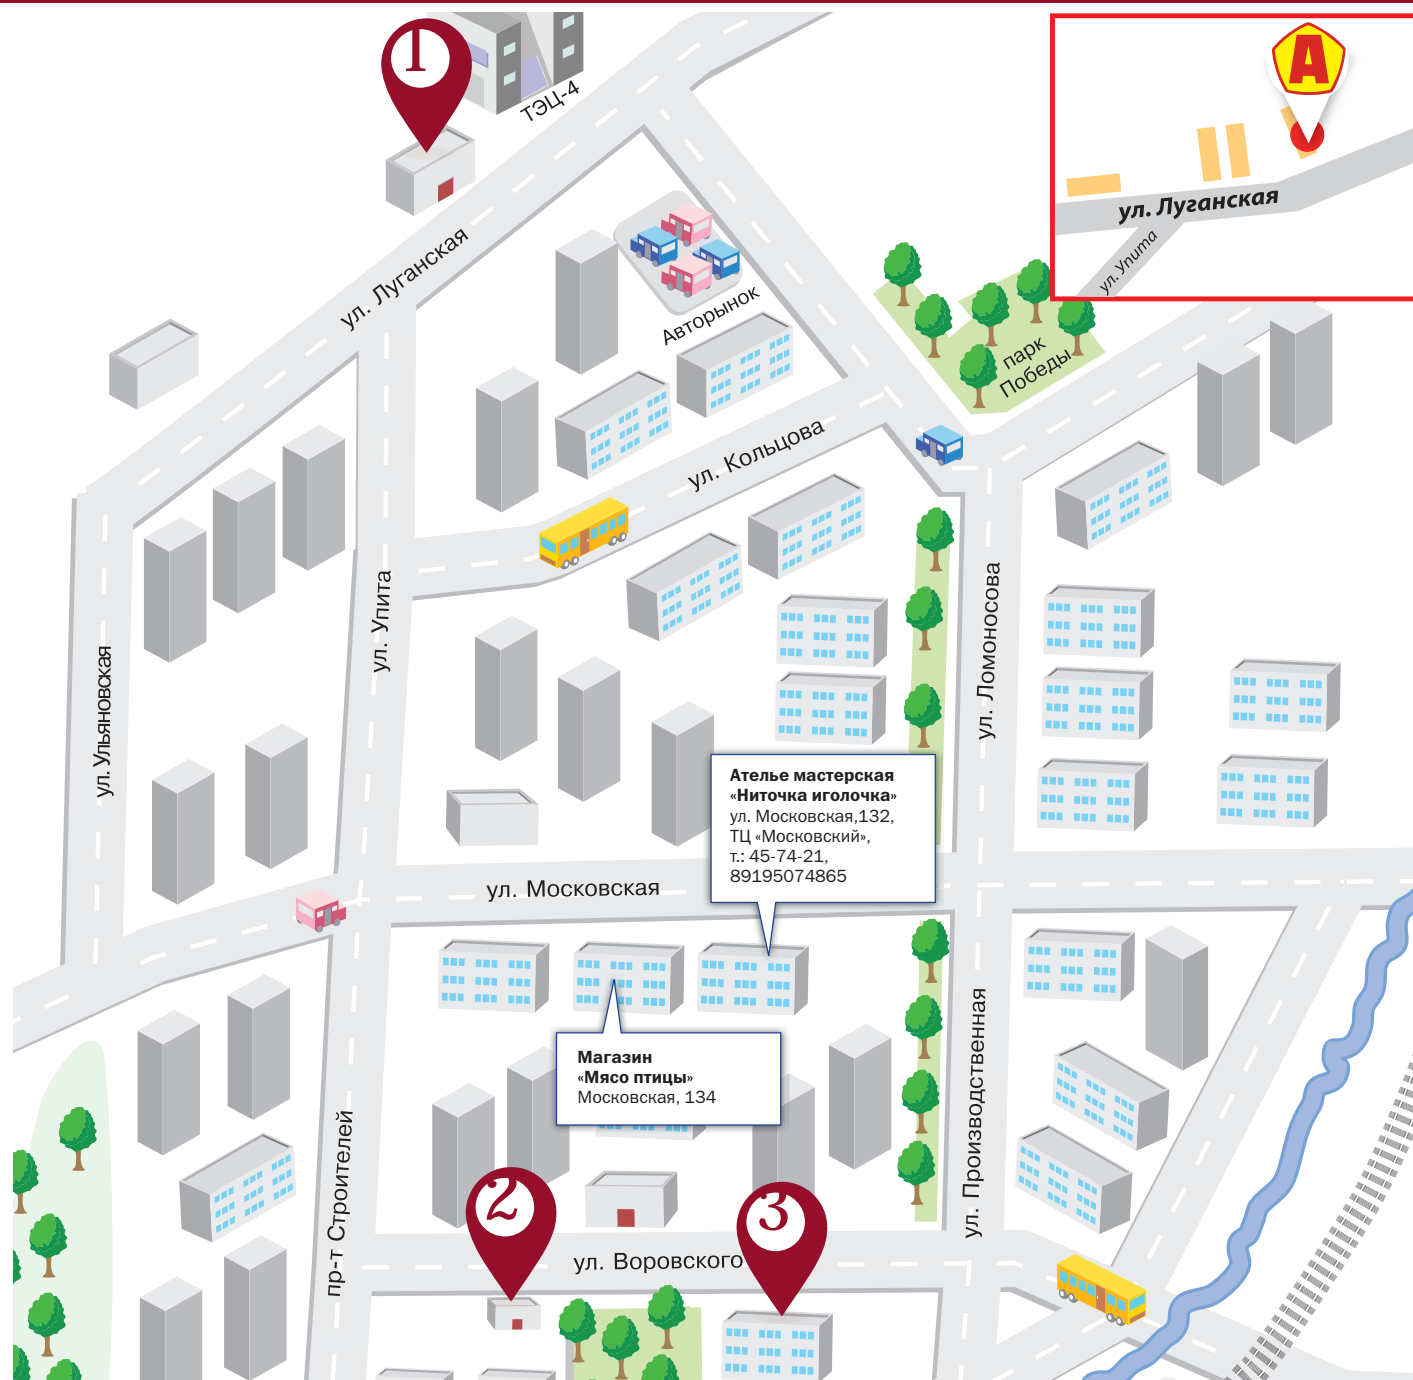 1
ТЭЦ-4
А
ул. Луганская
ул. Упита
ул. Луганская
Авторынок
парк
Победы
ул. Кольцова
ул. Упита
ул. Ломоносова
ул. Ульяновская
Ателье мастерская
«Ниточка иголочка»
ул. Московская,132,
ТЦ «Московский»,
т.: 45-74-21,
89195074865
ул. Московская
Магазин
«Мясо птицы»
Московская, 134
ул. Производственная
пр-т Строителей
2
3
ул. Воровского